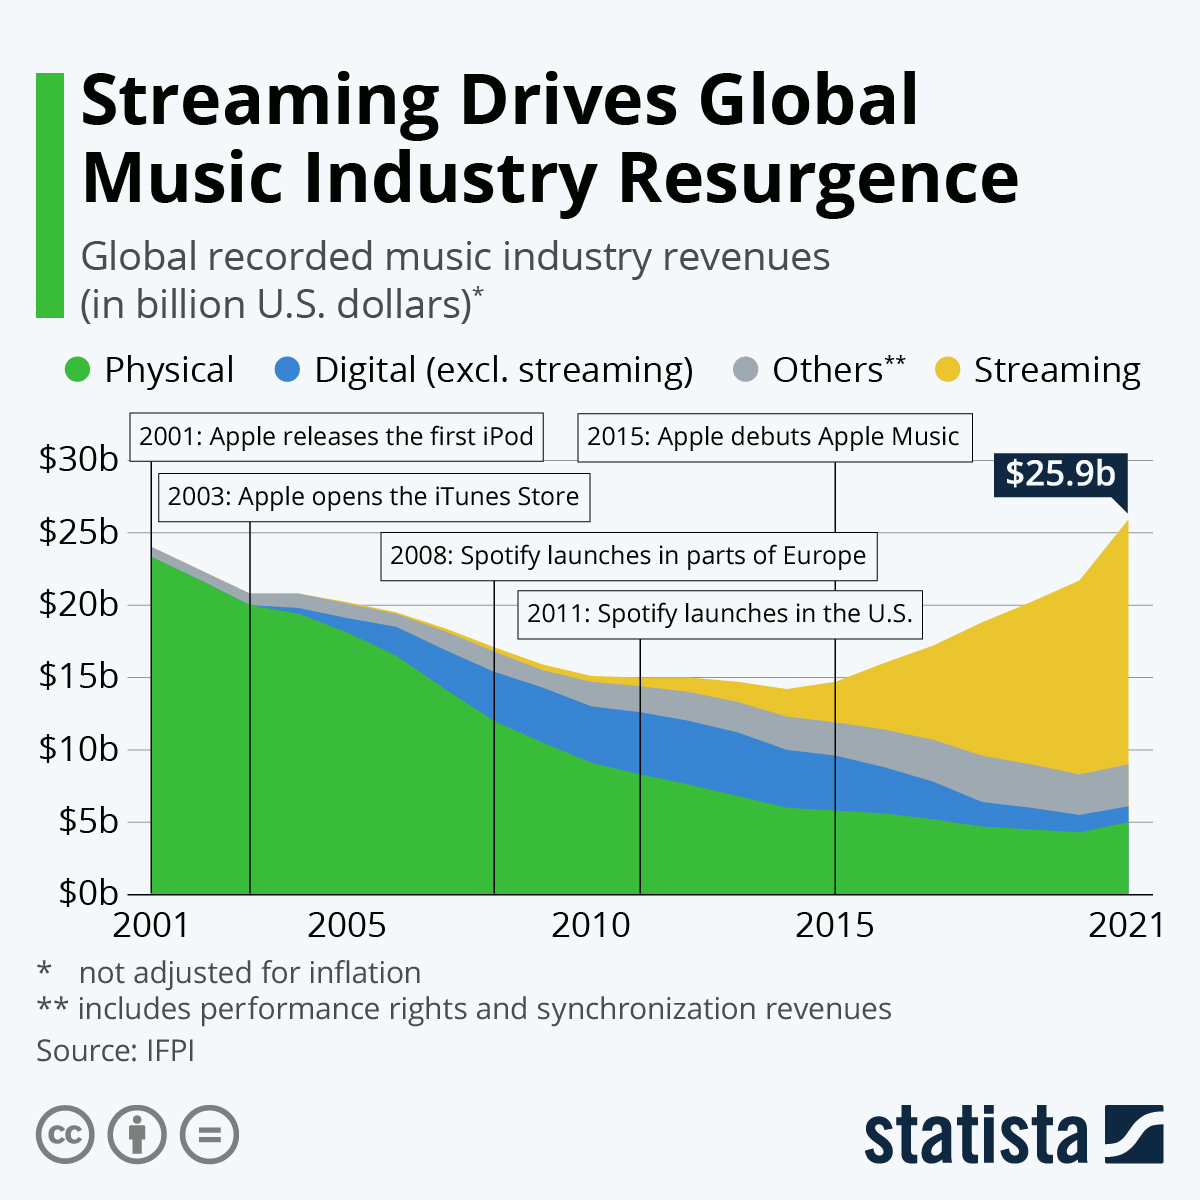 Streaming Drives Global
Music Industry Resurgence
Global recorded music industry revenues
(in billion U.S. dollars)*
Physical
Digital (excl. streaming)
Others**
Streaming
2001: Apple releases the first iPod
2015: Apple debuts Apple Music
$30b
$25.9b
2003: Apple opens the iTunes Store
$25b
2008: Spotify launches in parts of Europe
$20b
2011: Spotify launches in the U.S.
$15b
$10b
$5b
$0b
2001
2005
2010
2015
2021
* not adjusted for inflation
** includes performance rights and synchronization revenues
Source: IFPI
cc
=
statista